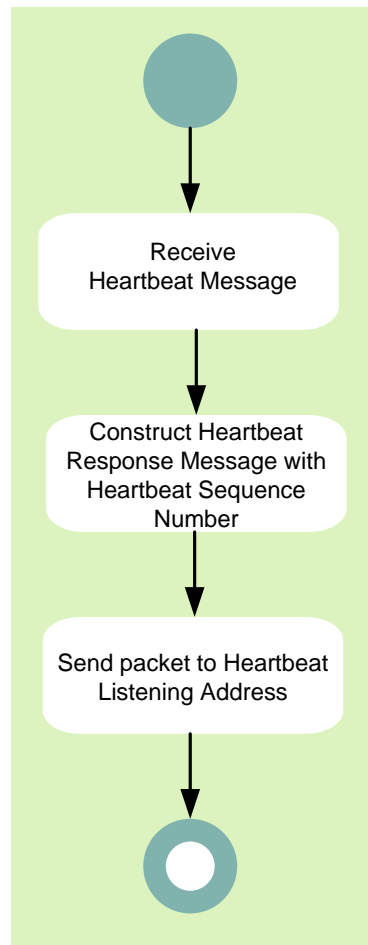 Receive
Heartbeat Message
Construct Heartbeat
Response Message with
Heartbeat Sequence
Number
Send packet to Heartbeat
Listening Address